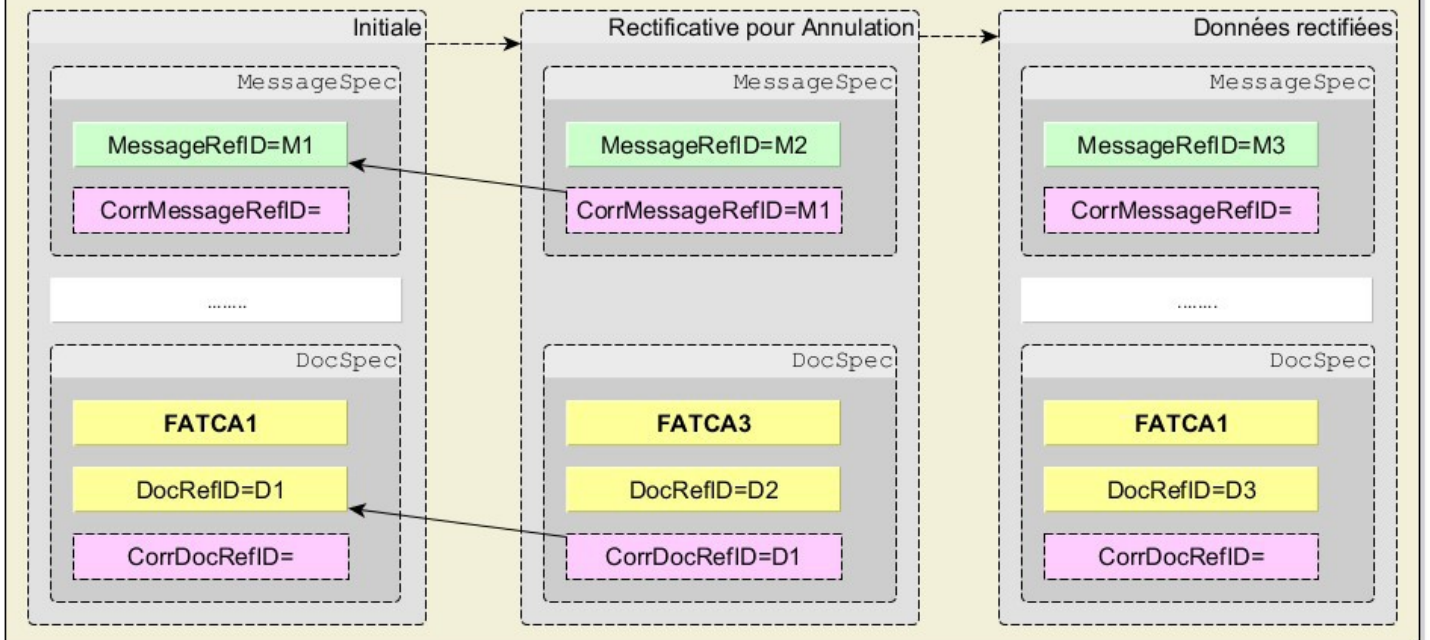 Initiale
MessageSpec
MessageRefID=M1
CorrMessageRefID=
........
DocSpec
FATCA1
DocRefID=D1
CorrDocRefID=
Rectificative pour Annulation
MessageSpec
MessageRefID=M2
CorrMessageRefID=M1
DocSpec
FATCA3
DocRefID=D2
CorrDocRefID=D1
Données rectifiées
MessageSpec
MessageRefID=M3
CorrMessageRefID=
........
DocSpec
FATCA1
DocRefID=D3
CorrDocRefID=